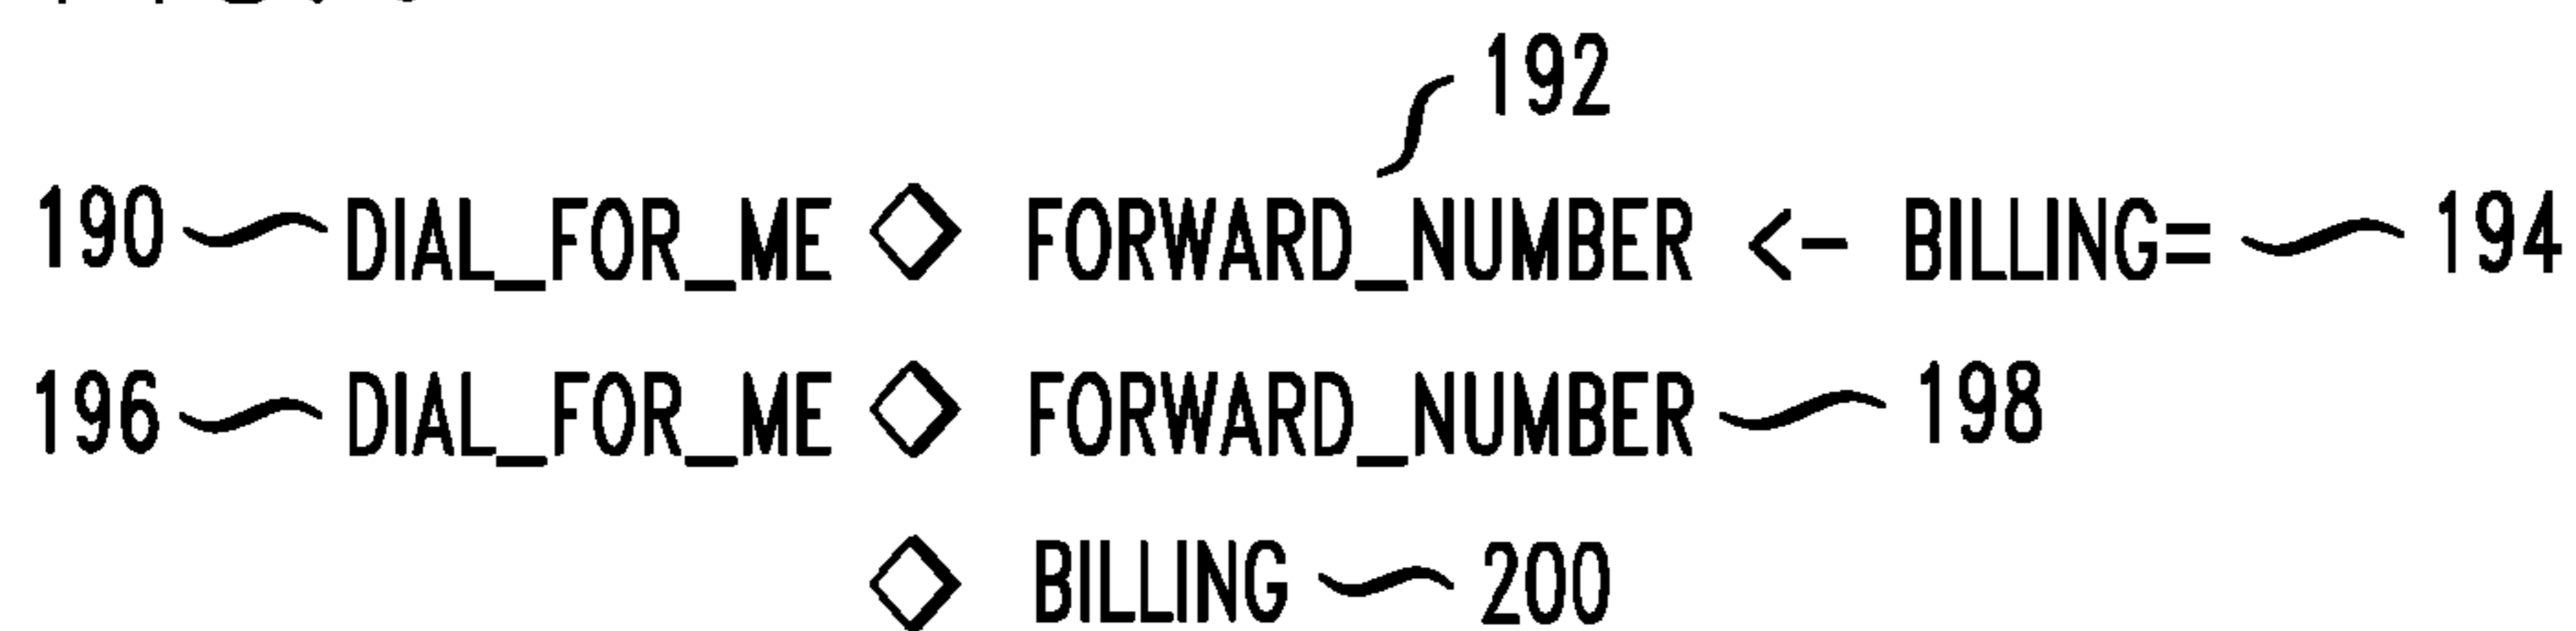 192
190 DIAL_FOR_ME ◇ FORWARD_NUMBER <- BILLING= 194
196 DIAL_FOR_ME ◇ FORWARD_NUMBER 198
◇ BILLING 200